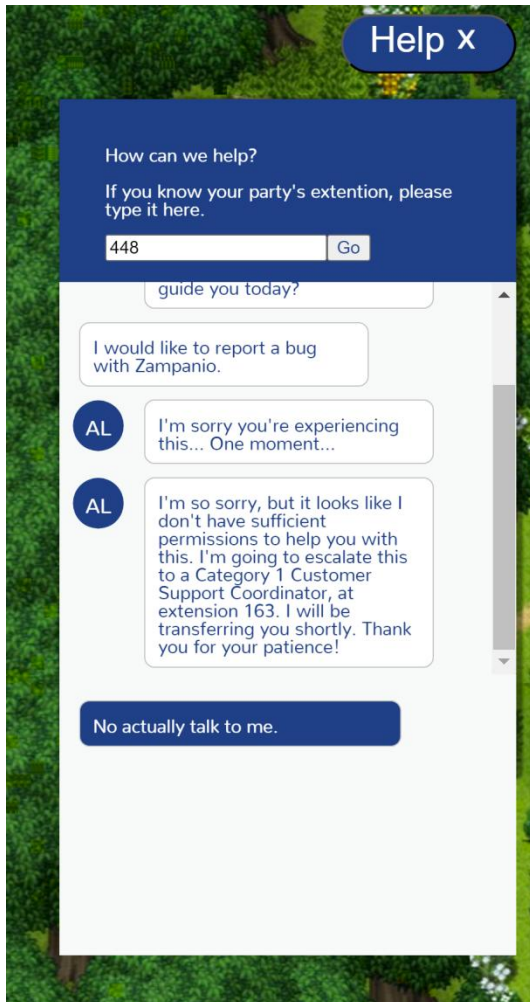 Help x
How can we help?
If you know your party's extention, please
type it here.
448
Go
guide you today?
I would like to report a bug
with Zampanio.
AL
I'm sorry you're experiencing
this... One moment...
AL
I'm so sorry, but it looks like I
don't have sufficient
permissions to help you with
this. I'm going to escalate this
to a Category 1 Customer
Support Coordinator, at
extension 163. I will be
transferring you shortly. Thank
you for your patience!
No actually talk to me.